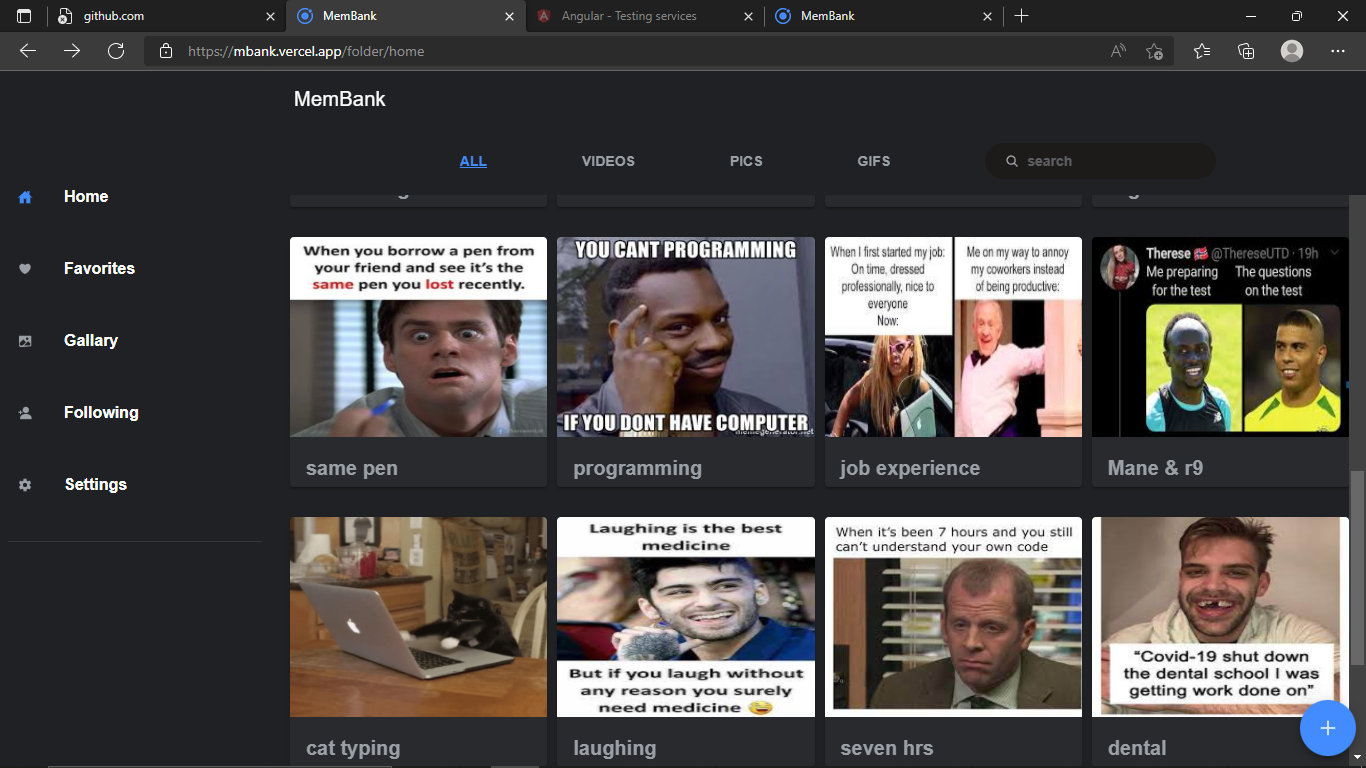 github.com
MemBank
Angular - Testing services
MemBank
https://mbank.vercel.app/folder/home
MemBank
ALL
VIDEOS
PICS
GIFS
search
Home
Favorites
Gallary
Following
Settings
When you borrow a pen from
your friend and see it's the
same pen you lost recently.
same pen
YOU CANT PROGRAMMING
IF YOU DONT HAVE COMPUTER
memegenerator.net
programming
When I first started my job:
On time, dressed
professionally, nice to
everyone
Now:
Me on my way to annoy
my coworkers instead
of being productive:
job experience
Therese @ThereseUTD · 19h
Me preparing
for the test
The questions
on the test
Mane & r9
cat typing
Laughing is the best
medicine
But if you laugh without
any reason you surely
need medicine
laughing
When it's been 7 hours and you still
can't understand your own code
seven hrs
"Covid-19 shut down
the dental school I was
getting work done on"
dental